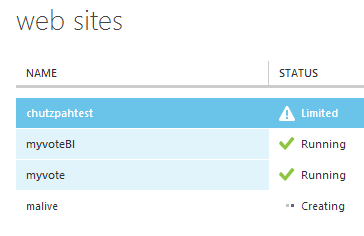 web sites
NAME STATUS
chutzpahtest Limited
myvoteBI Running
myvote Running
malive Creating